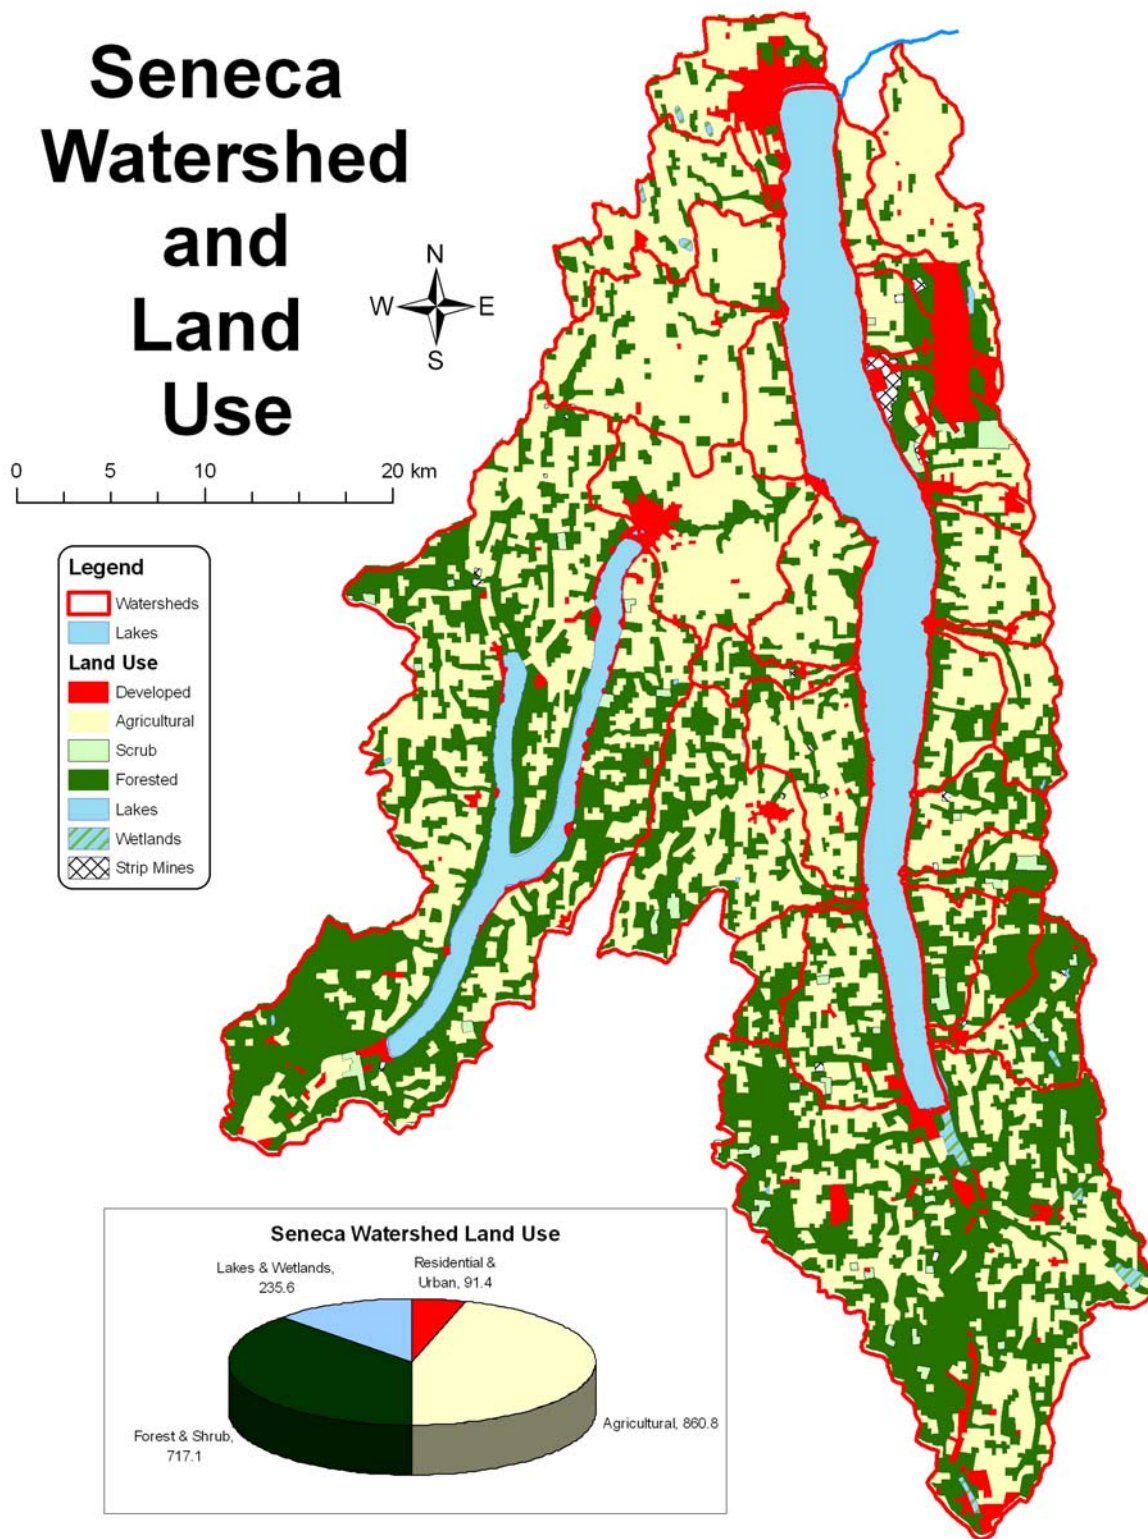 Seneca
Watershed
and
Land
Use
N
W E
S
0 5 10 20 km
Legend
Watersheds
Lakes
Land Use
Developed
Agricultural
Scrub
Forested
Lakes
Wetlands
Strip Mines
Seneca Watershed Land Use
Lakes & Wetlands,
235.6
Residential &
Urban, 91.4
Agricultural, 860.8
Forest & Shrub,
717.1